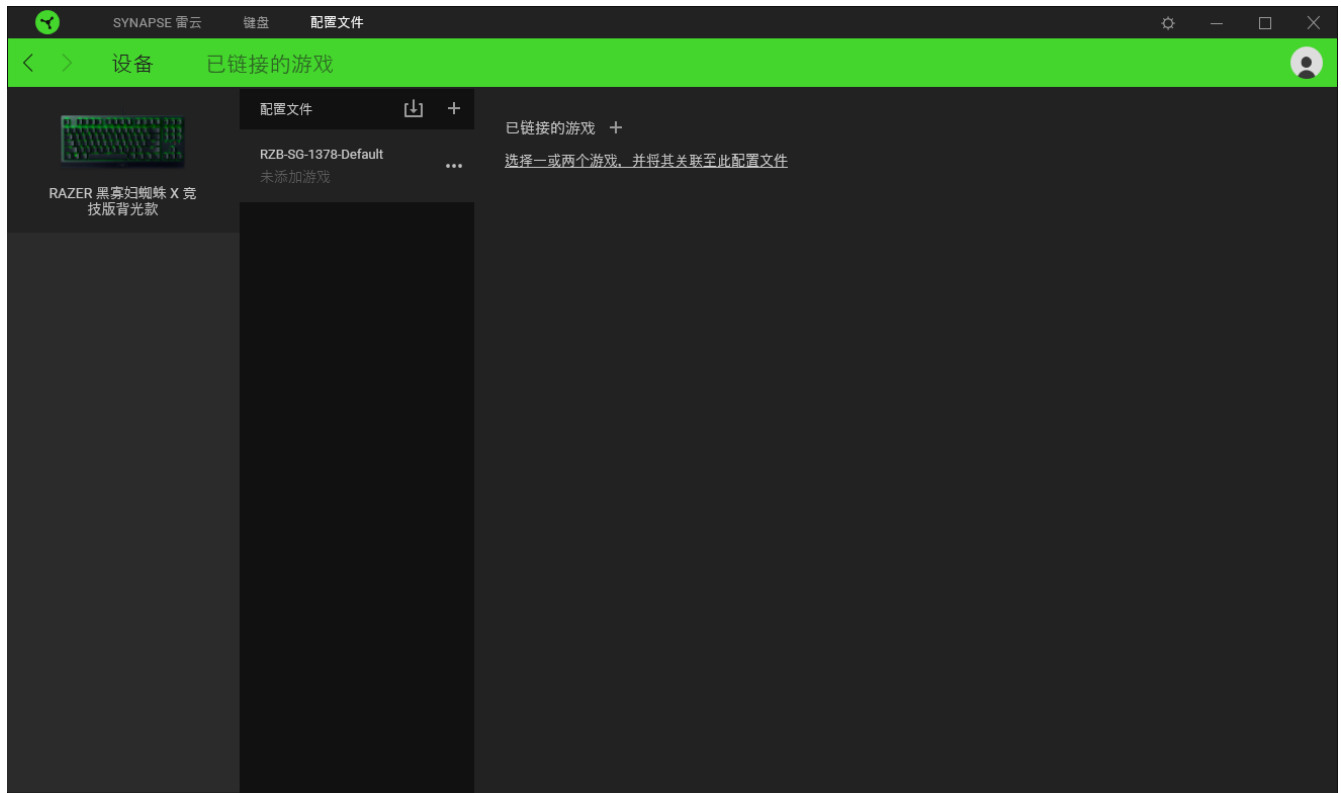 SYNAPSE 雷云 键盘 配置文件
设备 已链接的游戏
RAZER 黑寡妇蜘蛛 X 竞
技版背光款
配置文件
RZB-SG-1378-Default
未添加游戏
已链接的游戏
选择一或两个游戏，并将其关联至此配置文件